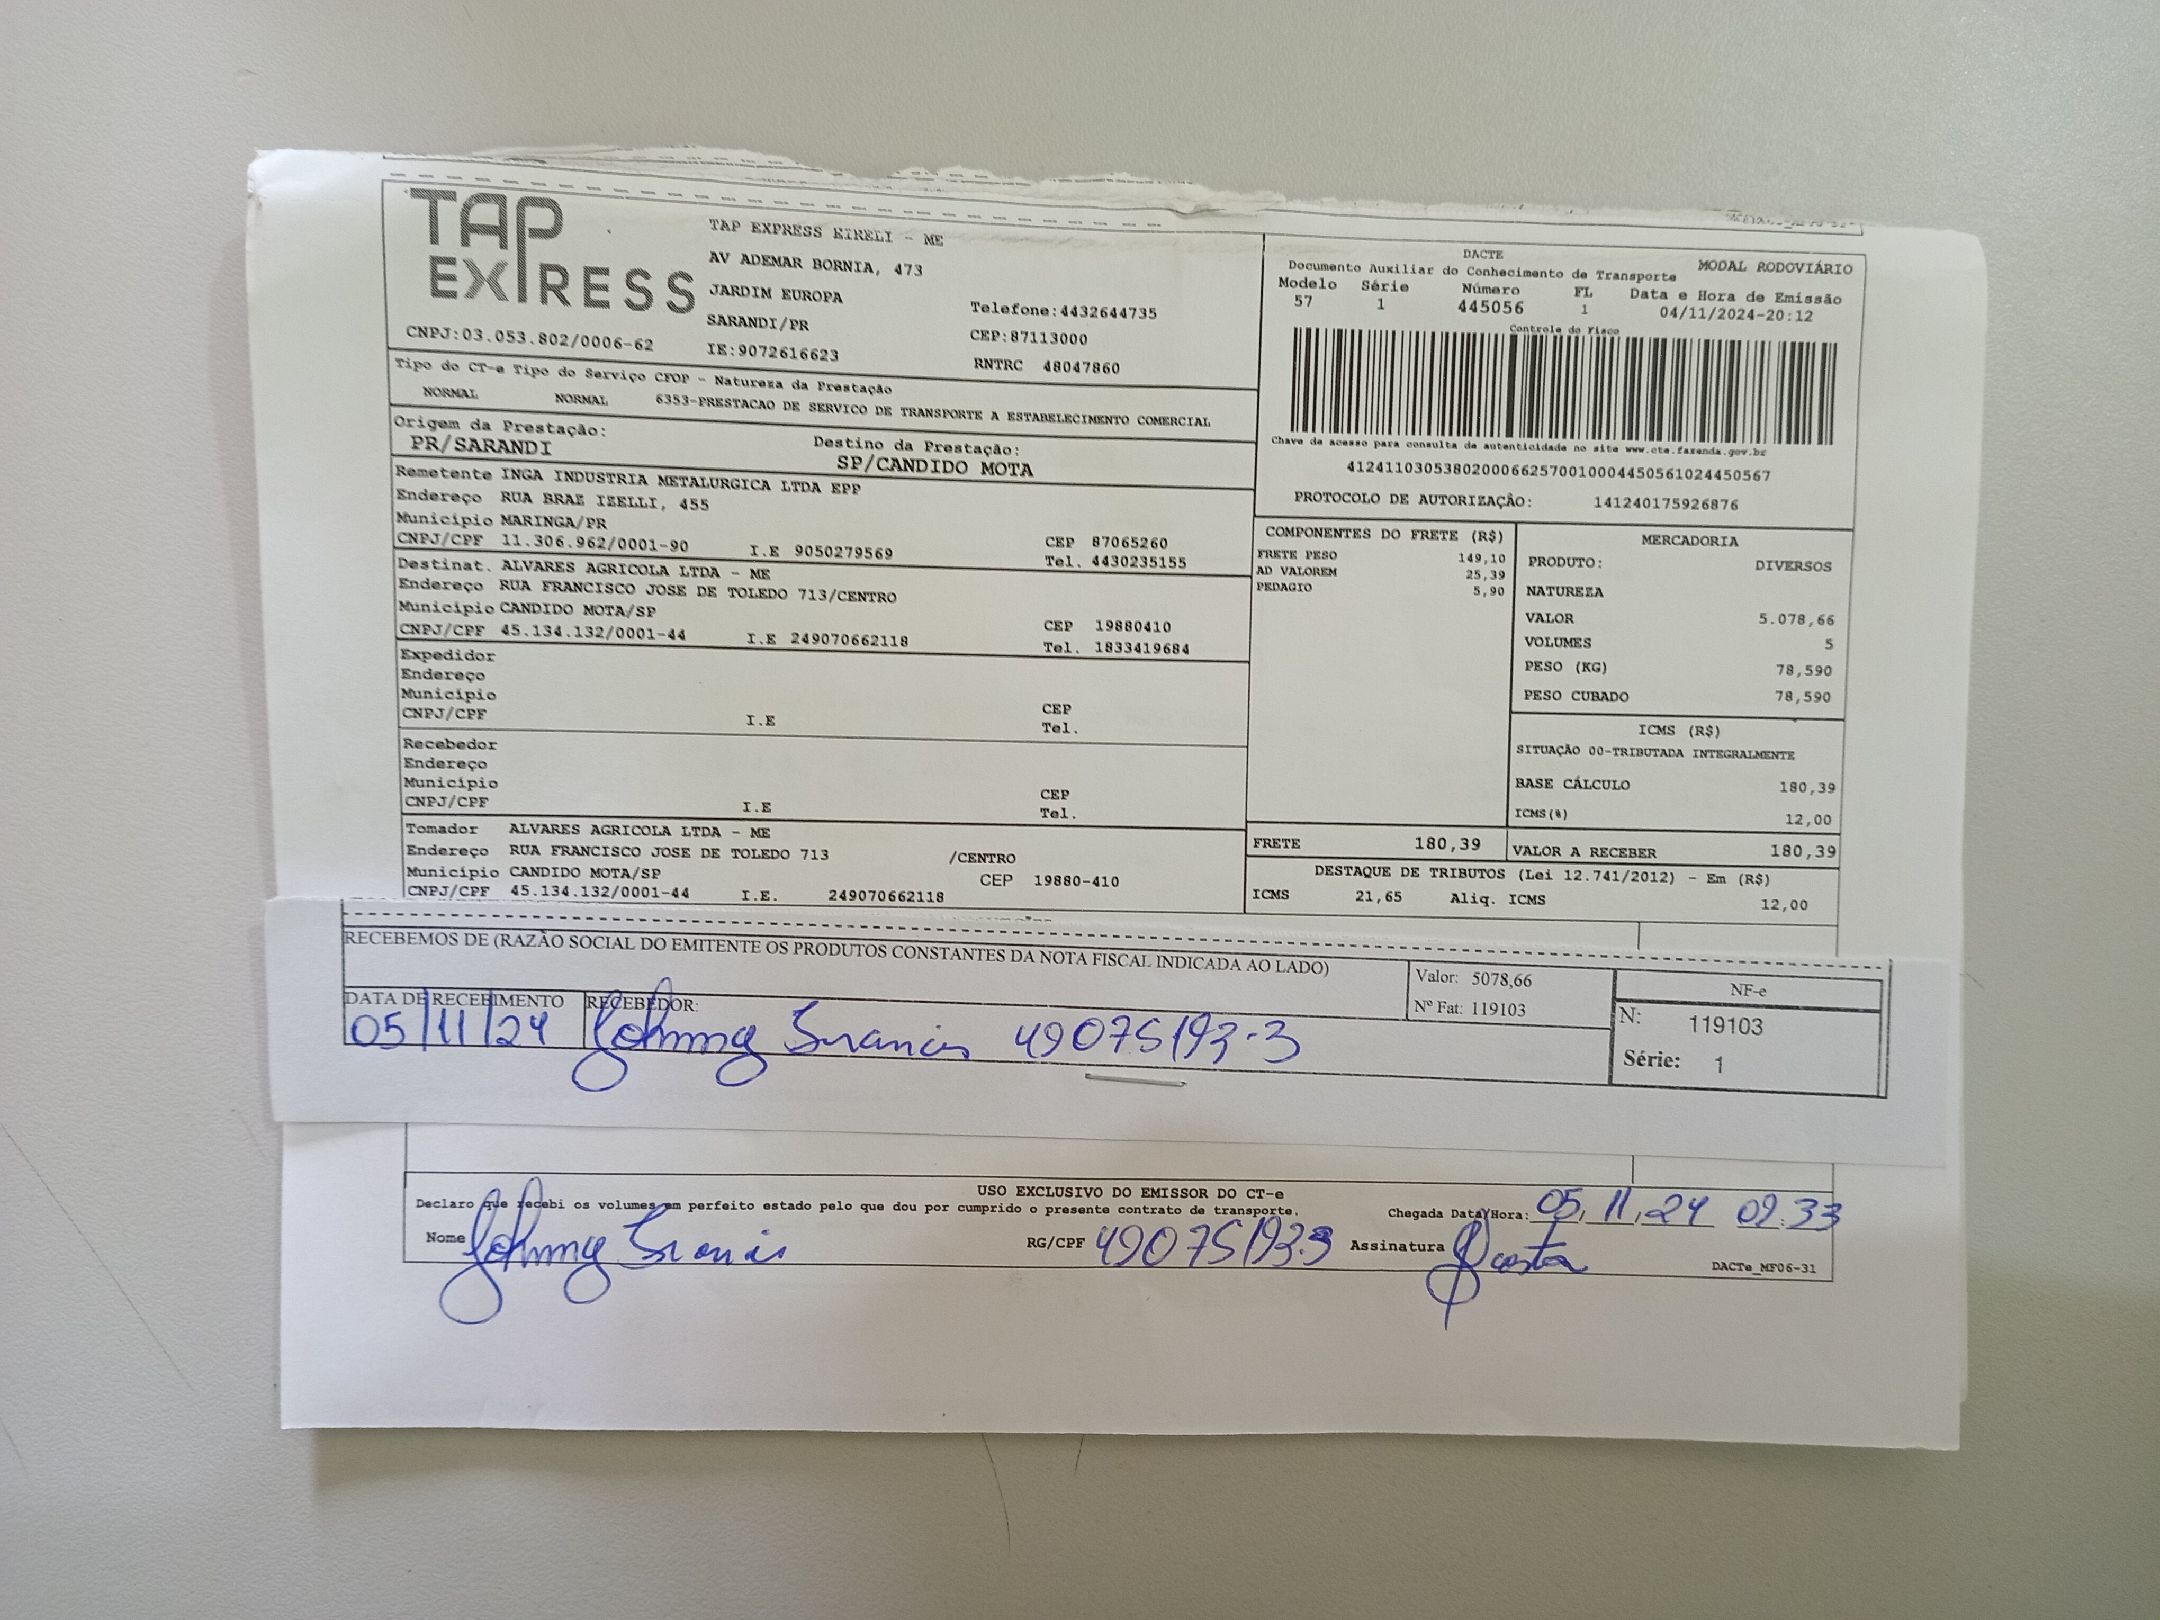 TAP
EXPRESS
CNPJ:03.053.802/0006-62
TAP EXPRESS EIRELI - ME
AV ADEMAR BORNIA, 473
JARDIM EUROPA
SARANDI/PR
IE:9072616623
Telefone:4432644735
CEP:87113000
RNTRC 48047860
DACTE
MODAL RODOVIÁRIO
Documento Auxiliar do Conhecimento de Transporte
Modelo Série Número FL Data e Hora de Emissão
57 1 445056 1 04/11/2024-20:12
Controle do Fisco
Chave de acesso para consulta de autenticidade no site www.cte.fazenda.gov.br
41241103053802000662570010004450561024450567
PROTOCOLO DE AUTORIZAÇÃO: 141240175926876
Tipo do CT-e Tipo do Serviço CFOP - Natureza da Prestação
NORMAL NORMAL 6353-PRESTACAO DE SERVICO DE TRANSPORTE A ESTABELECIMENTO COMERCIAL
Origem da Prestação: Destino da Prestação:
PR/SARANDI SP/CANDIDO MOTA
Remetente INGA INDUSTRIA METALURGICA LTDA EPP
Endereço RUA BRAZ IZELLI, 455
Município MARINGA/PR CEP 87065260
CNPJ/CPF 11.306.962/0001-90 I.E 9050279569 Tel. 4430235155
Destinat. ALVARES AGRICOLA LTDA - ME
Endereço RUA FRANCISCO JOSE DE TOLEDO 713/CENTRO
Município CANDIDO MOTA/SP CEP 19880410
CNPJ/CPF 45.134.132/0001-44 I.E 249070662118 Tel. 1833419684
Expedidor
Endereço
Município CEP
CNPJ/CPF I.E Tel.
Recebedor
Endereço
Município CEP
CNPJ/CPF I.E Tel.
Tomador ALVARES AGRICOLA LTDA - ME
Endereço RUA FRANCISCO JOSE DE TOLEDO 713 /CENTRO
Município CANDIDO MOTA/SP CEP 19880-410
CNPJ/CPF 45.134.132/0001-44 I.E. 249070662118
COMPONENTES DO FRETE (R$)
FRETE PESO 149,10
AD VALOREM 25,39
PEDAGIO 5,90
MERCADORIA
PRODUTO: DIVERSOS
NATUREZA
VALOR 5.078,66
VOLUMES 5
PESO (KG) 78,590
PESO CUBADO 78,590
ICMS (R$)
SITUAÇÃO 00-TRIBUTADA INTEGRALMENTE
BASE CÁLCULO 180,39
ICMS(%) 12,00
FRETE 180,39 VALOR A RECEBER 180,39
DESTAQUE DE TRIBUTOS (Lei 12.741/2012) - Em (R$)
ICMS 21,65 Aliq. ICMS 12,00
RECEBEMOS DE (RAZÃO SOCIAL DO EMITENTE OS PRODUTOS CONSTANTES DA NOTA FISCAL INDICADA AO LADO)
Valor: 5078,66
Nº Fat: 119103
NF-e
N: 119103
Série: 1
DATA DE RECEBIMENTO RECEBEDOR:
05/11/24 Johnny 49075193-3
USO EXCLUSIVO DO EMISSOR DO CT-e
Declaro que recebi os volumes em perfeito estado pelo que dou por cumprido o presente contrato de transporte.
Chegada Data/Hora: 05, 11, 24 09:33
Nome Johnny RG/CPF 49075193-3 Assinatura
DACTe_MF06-31